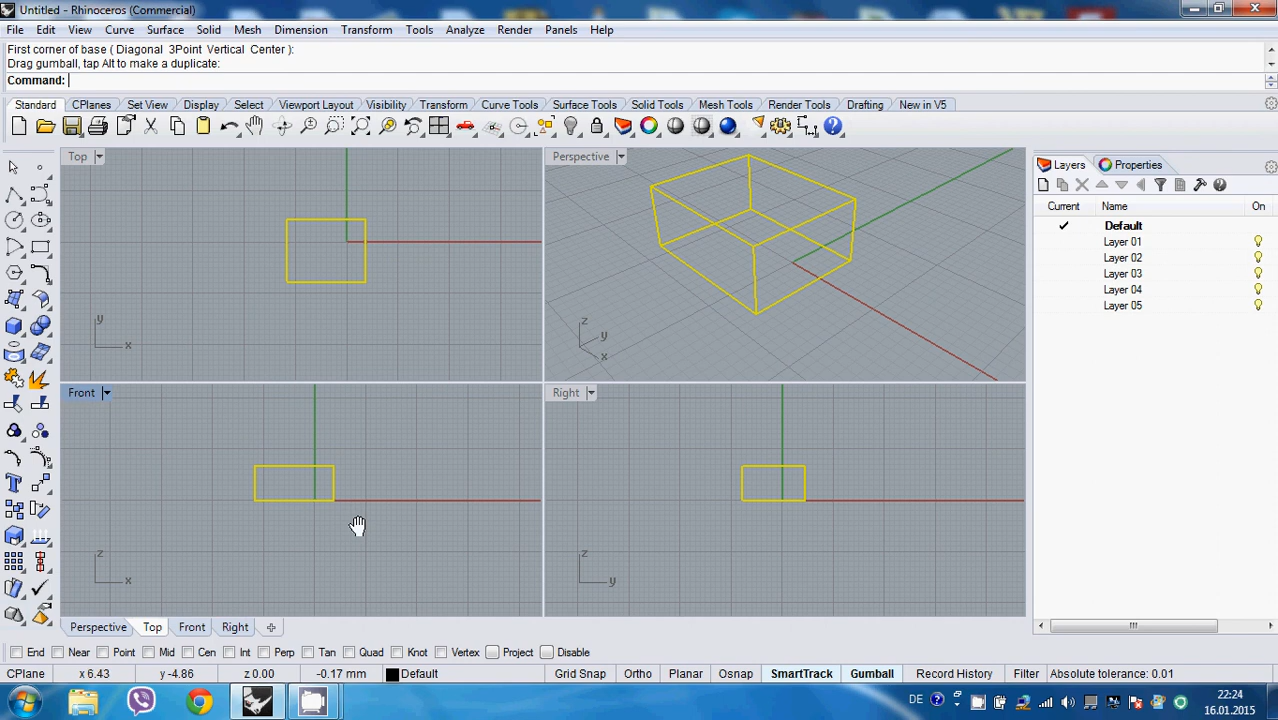 Untitled - Rhinoceros (Commercial)
File Edit View Curve Surface Solid Mesh Dimension Transform Tools Analyze Render Panels Help
First corner of base ( Diagonal 3Point Vertical Center ):
Drag gumball, tap Alt to make a duplicate:
Command:
Standard CPlanes Set View Display Select Viewport Layout Visibility Transform Curve Tools Surface Tools Solid Tools Mesh Tools Render Tools Drafting New in V5
Top
y
x
Perspective
z
y
x
Front
z
x
Right
z
y
Layers Properties
Current Name On
Default
Layer 01
Layer 02
Layer 03
Layer 04
Layer 05
Perspective Top Front Right
End Near Point Mid Cen Int Perp Tan Quad Knot Vertex Project Disable
CPlane x 6.43 y -4.86 z 0.00 -0.17 mm Default Grid Snap Ortho Planar Osnap SmartTrack Gumball Record History Filter Absolute tolerance: 0.01
DE 22:24
16.01.2015